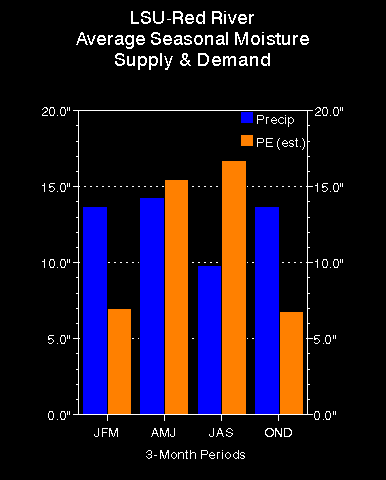 LSU-Red River
Average Seasonal Moisture
Supply & Demand
20.0" 20.0"
Precip
PE (est.)
15.0" 15.0"
10.0" 10.0"
5.0" 5.0"
0.0" 0.0"
JFM AMJ JAS OND
3-Month Periods